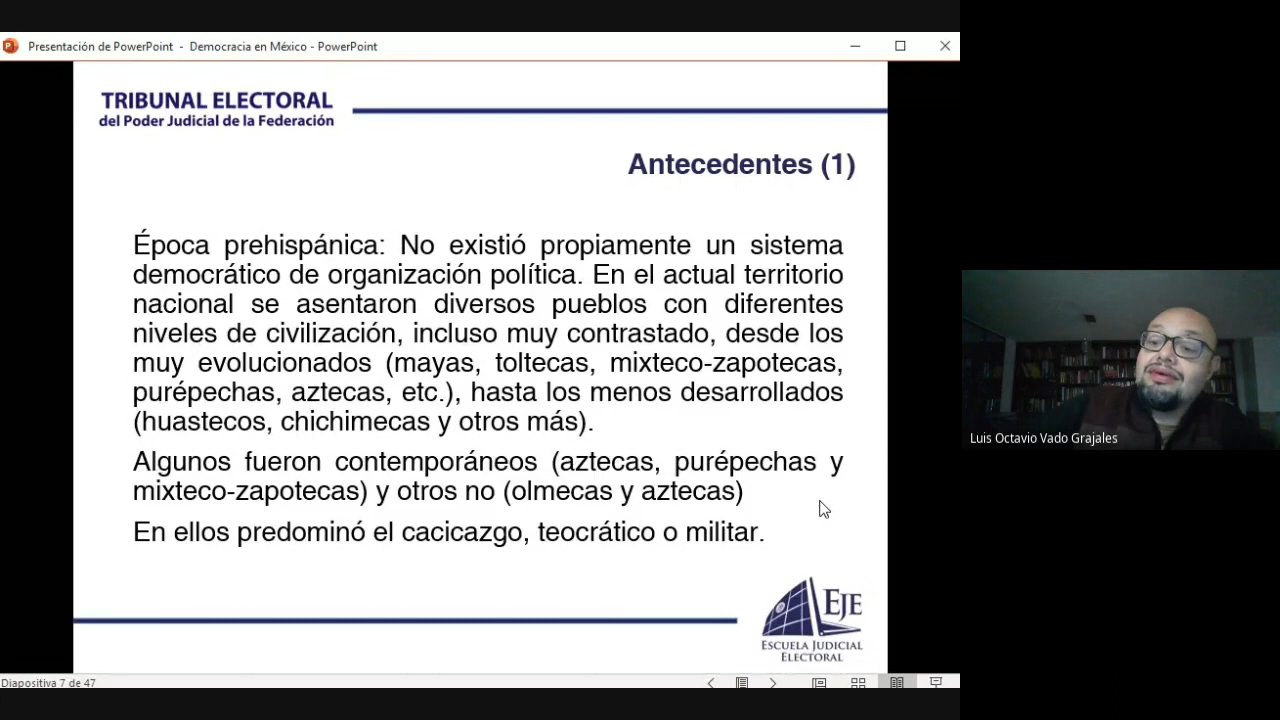 Presentación de PowerPoint - Democracia en México - PowerPoint
TRIBUNAL ELECTORAL
del Poder Judicial de la Federación
Antecedentes (1)
Época prehispánica: No existió propiamente un sistema
democrático de organización política. En el actual territorio
nacional se asentaron diversos pueblos con diferentes
niveles de civilización, incluso muy contrastado, desde los
muy evolucionados (mayas, toltecas, mixteco-zapotecas,
purépechas, aztecas, etc.), hasta los menos desarrollados
(huastecos, chichimecas y otros más).
Algunos fueron contemporáneos (aztecas, purépechas y
mixteco-zapotecas) y otros no (olmecas y aztecas)
En ellos predominó el cacicazgo, teocrático o militar.
EJE
ESCUELA JUDICIAL
ELECTORAL
Diapositiva 7 de 47
Luis Octavio Vado Grajales